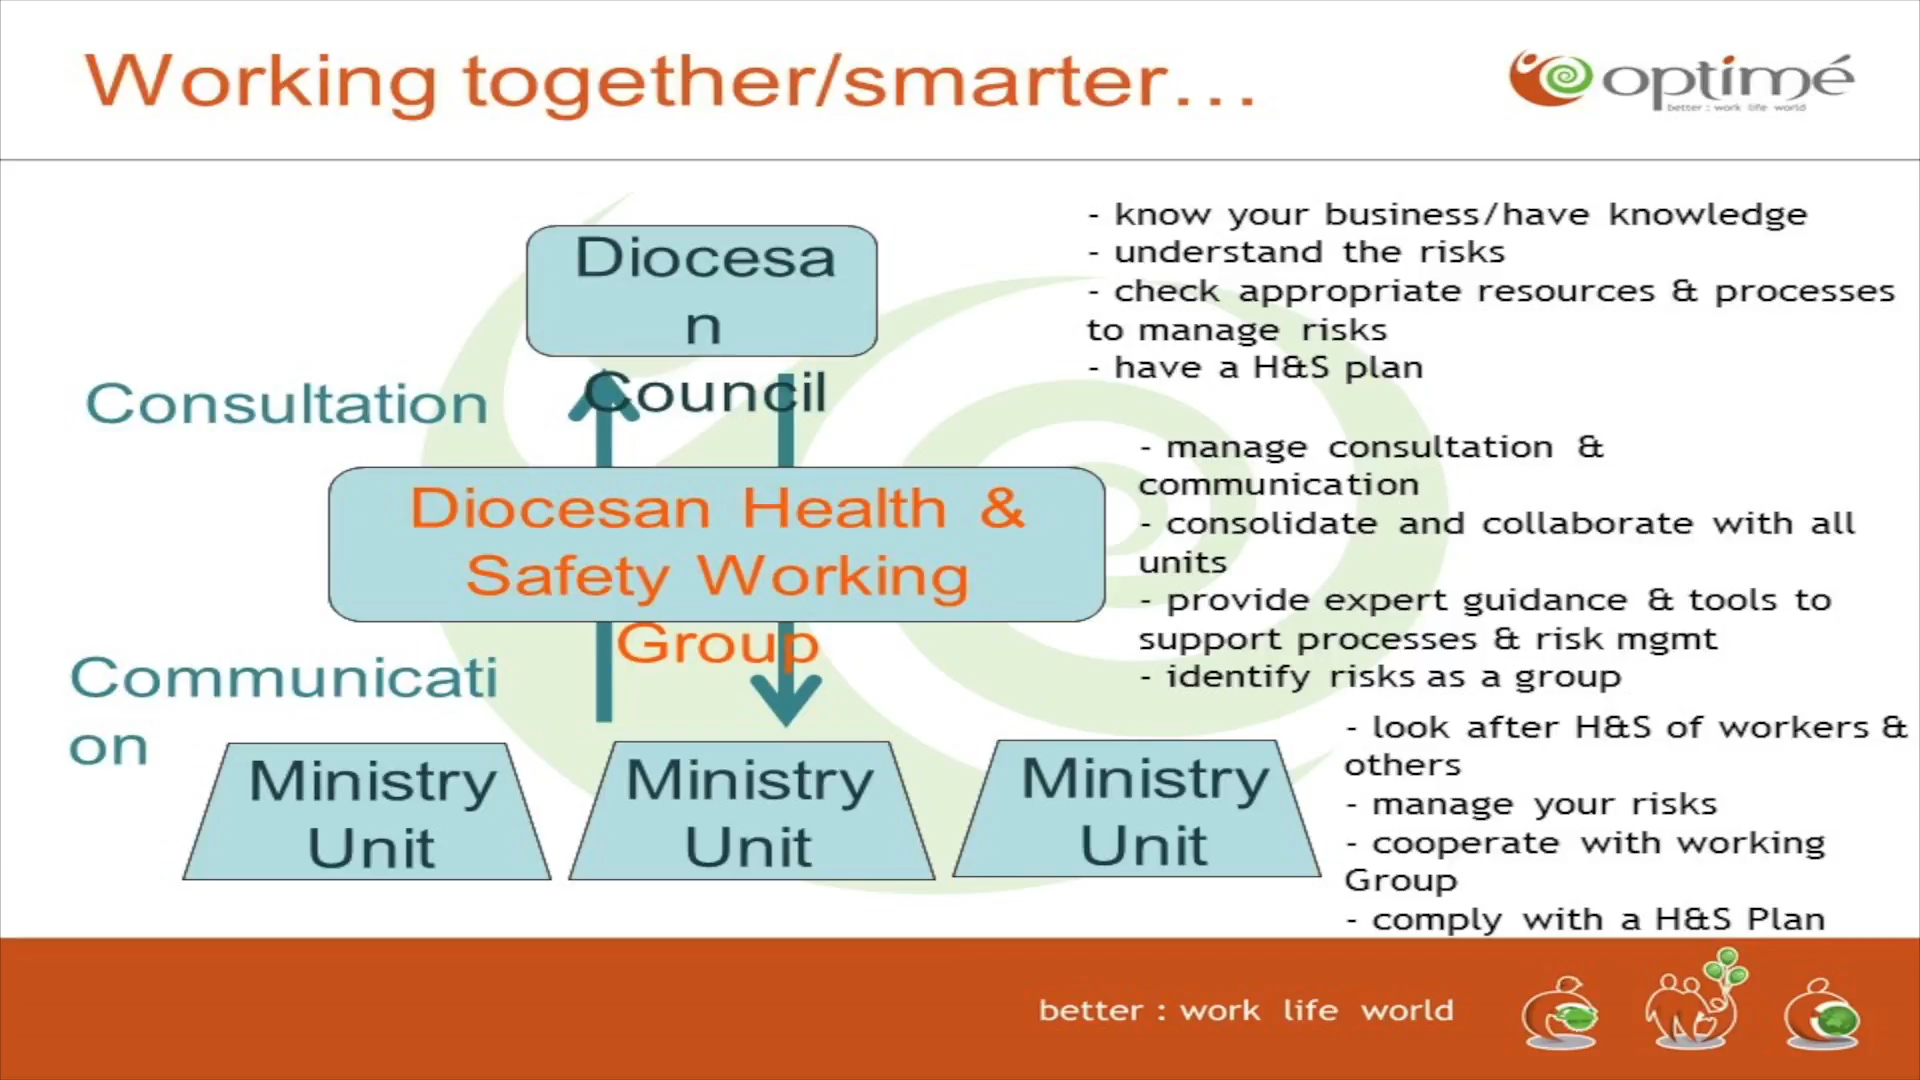 Working together/smarter...
optimé
better : work life world
- know your business/have knowledge
- understand the risks
- check appropriate resources & processes
to manage risks
- have a H&S plan
Diocesa
n
Council
Consultation
Diocesan Health &
Safety Working
Group
- manage consultation &
communication
- consolidate and collaborate with all
units
- provide expert guidance & tools to
support processes & risk mgmt
- identify risks as a group
Communicati
on
Ministry
Unit
Ministry
Unit
Ministry
Unit
- look after H&S of workers &
others
- manage your risks
- cooperate with working
Group
- comply with a H&S Plan
better : work life world